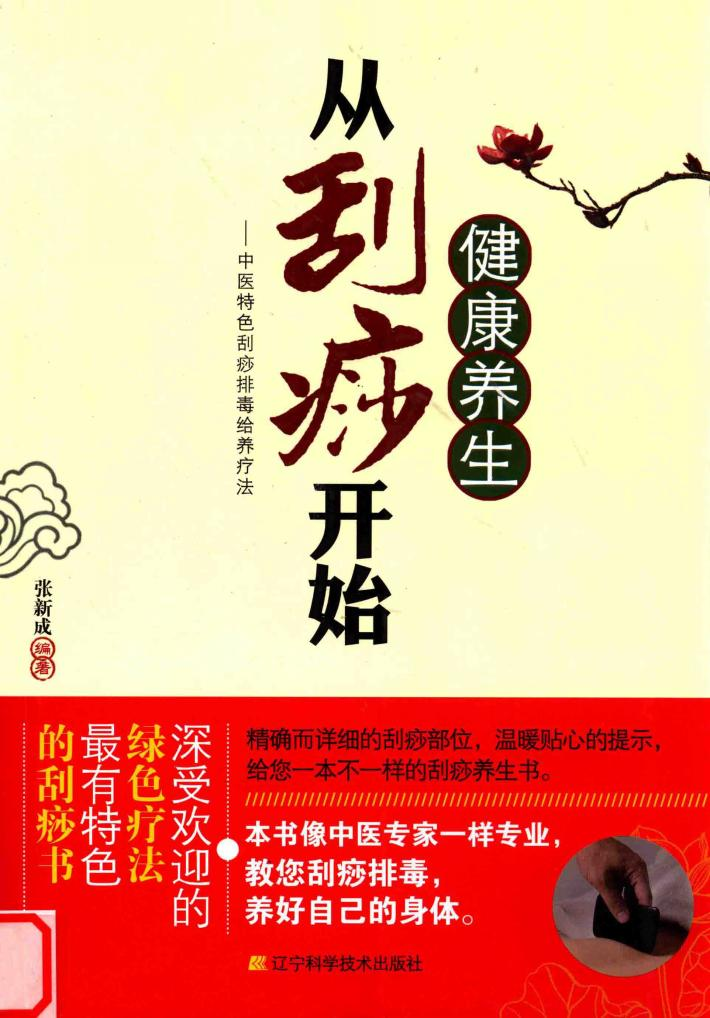 健康养生
从刮痧开始
——中医特色刮痧排毒给养疗法
张新成编著
精确而详细的刮痧部位，温暖贴心的提示，
给您一本不一样的刮痧养生书。
本书像中医专家一样专业，
教您刮痧排毒，
养好自己的身体。
深受欢迎的
绿色疗法
最有特色
的刮痧书
辽宁科学技术出版社